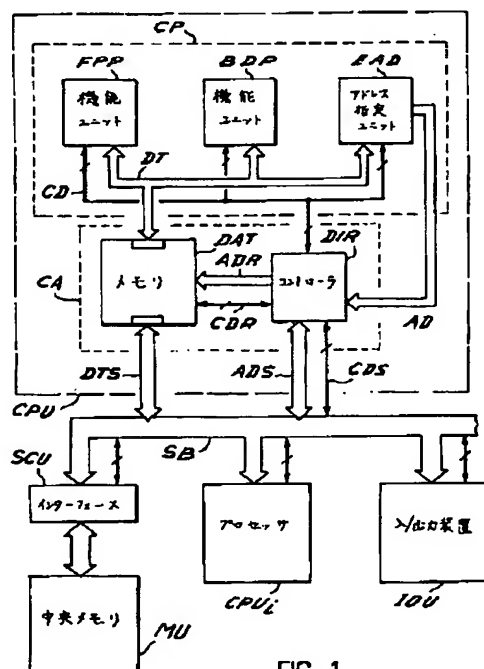 CP
FPP
BDP
EAD
機能
ユニット
機能
ユニット
アドレス
指定
ユニット
DT
CD
DAT
DIR
CA
メモリ
ADR
コントローラ
CDR
AD
DTS
ADS
CDS
CPU
SCU
SB
インターフェース
プロセッサ
入/出力装置
CPUi
IOU
中央メモリ
MU
FIG. 1